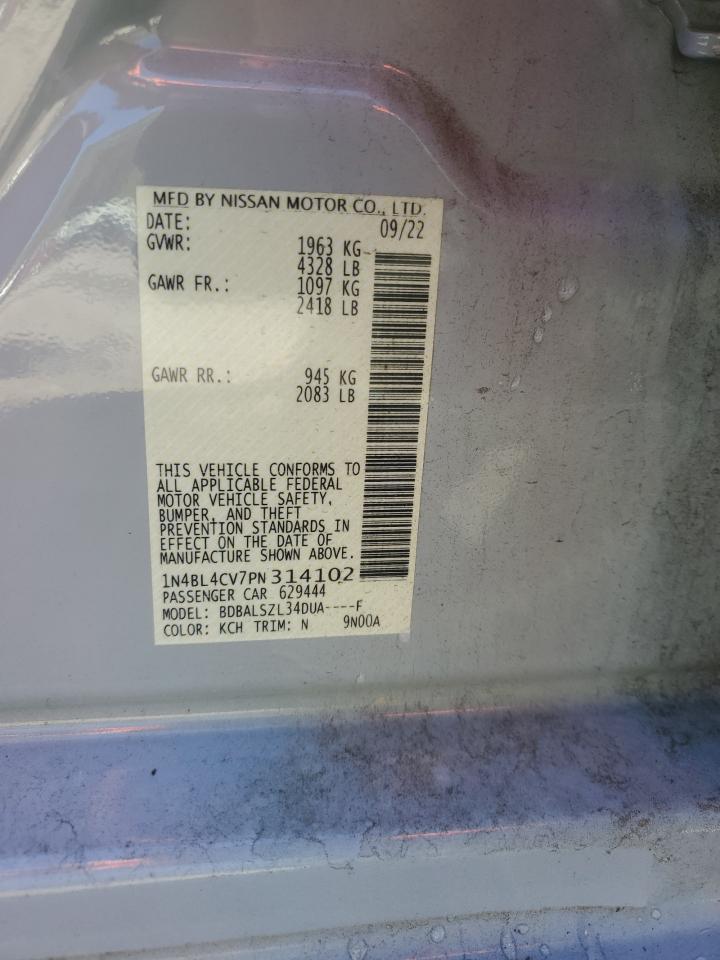 MFD BY NISSAN MOTOR CO., LTD.
DATE: 09/22
GVWR: 1963 KG
4328 LB
GAWR FR.: 1097 KG
2418 LB
GAWR RR.: 945 KG
2083 LB
THIS VEHICLE CONFORMS TO
ALL APPLICABLE FEDERAL
MOTOR VEHICLE SAFETY,
BUMPER, AND THEFT
PREVENTION STANDARDS IN
EFFECT ON THE DATE OF
MANUFACTURE SHOWN ABOVE.
1N4BL4CV7PN 314102
PASSENGER CAR 629444
MODEL: BDBALSZL34DUA----F
COLOR: KCH TRIM: N 9N00A